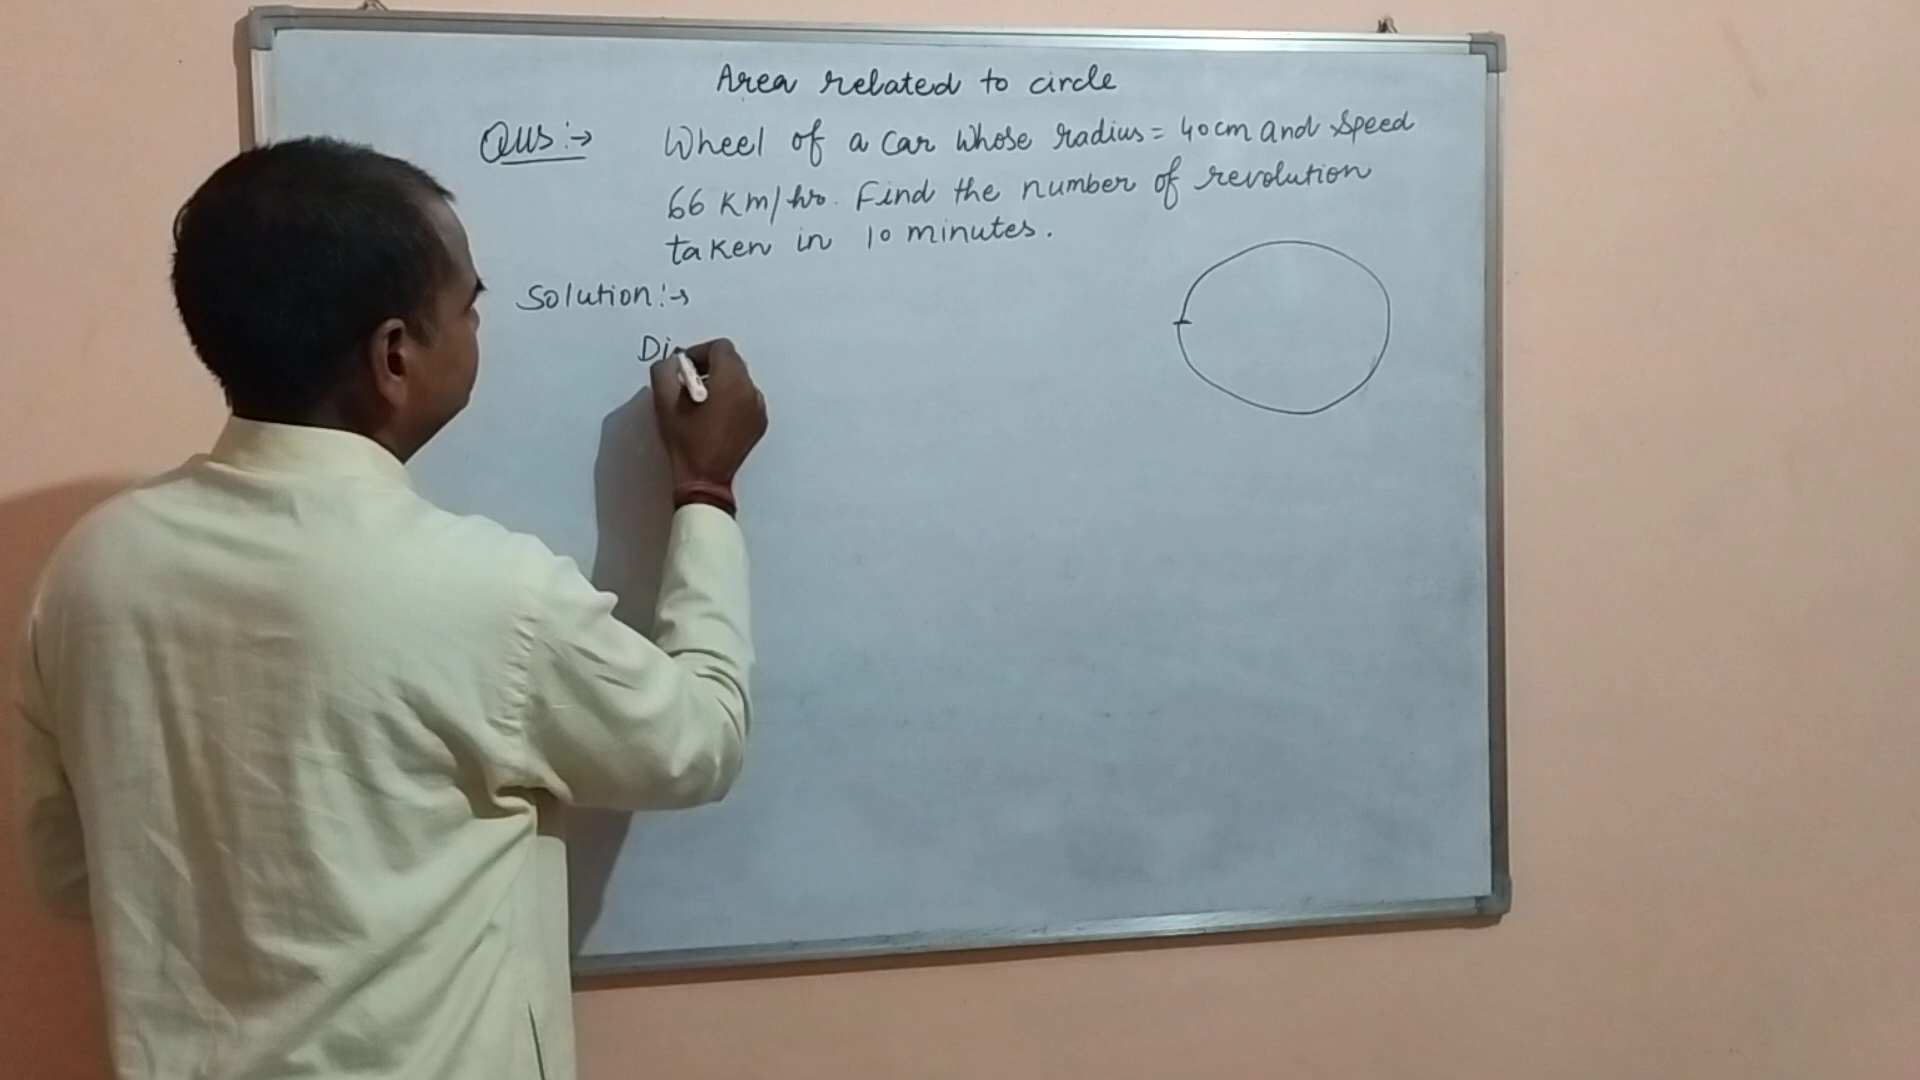 Area related to circle
Qus:→ Wheel of a Car Whose radius = 40cm and speed
66 Km/hr. Find the number of revolution
taken in 10 minutes.
Solution:→
Di